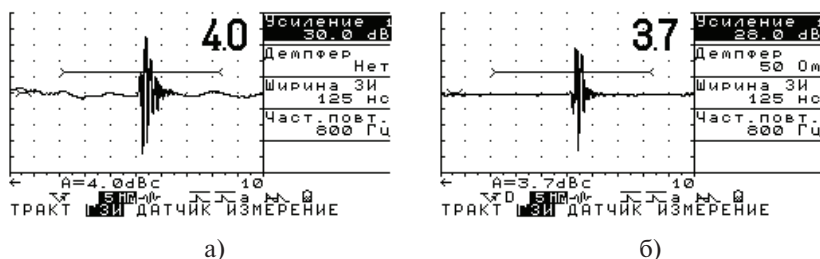 4.0
Усиление
30.0 dB
Демпфер
Нет
Ширина ЗИ
125 нс
Част.повт.
800 Гц
A=4.0dBc
10
5МГц
ТРАКТ ГЗИ ДАТЧИК ИЗМЕРЕНИЕ
а)
3.7
Усиление
28.0 dB
Демпфер
50 Ом
Ширина ЗИ
125 нс
Част.повт.
800 Гц
A=3.7dBc
10
D
a
ТРАКТ ГЗИ ДАТЧИК ИЗМЕРЕНИЕ
б)